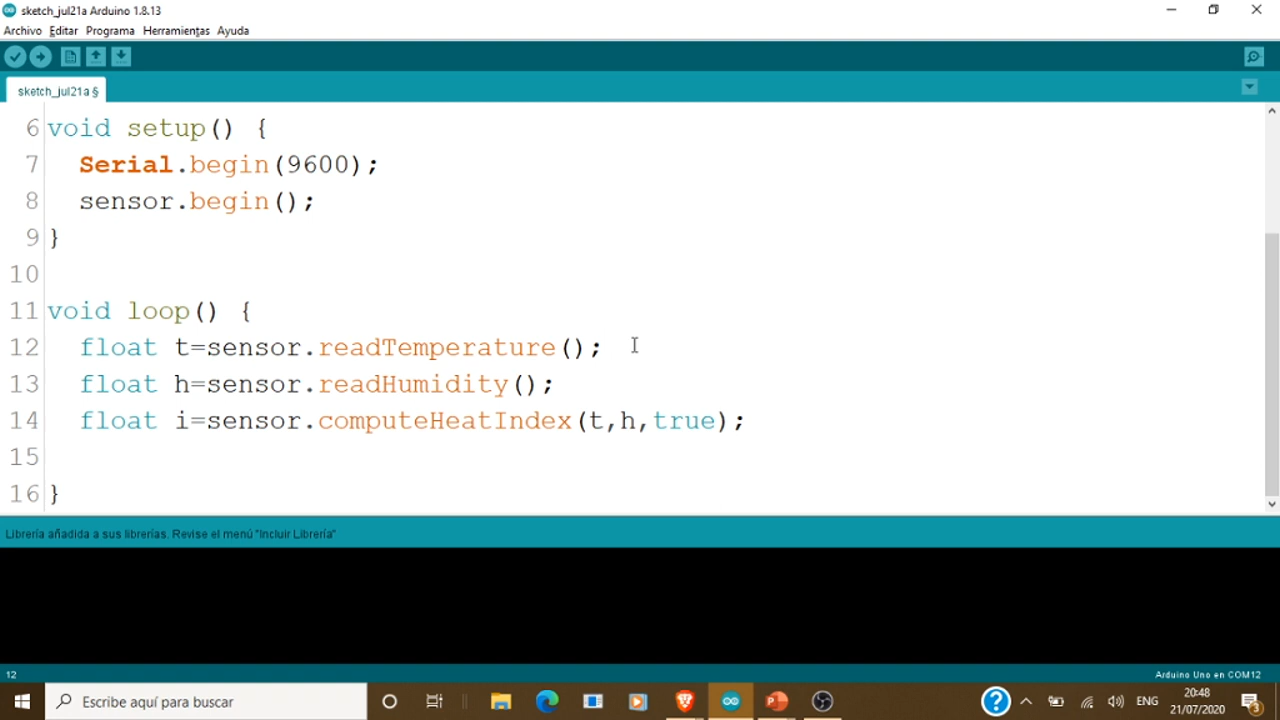 sketch_jul21a Arduino 1.8.13
Archivo Editar Programa Herramientas Ayuda
sketch_jul21a §
6 void setup() {
7 Serial.begin(9600);
8 sensor.begin();
9 }
10
11 void loop() {
12 float t=sensor.readTemperature();
13 float h=sensor.readHumidity();
14 float i=sensor.computeHeatIndex(t,h,true);
15
16 }
Librería añadida a sus librerías. Revise el menú "Incluir Librería"
12 Arduino Uno en COM12
Escribe aquí para buscar
ENG
20:48
21/07/2020
3